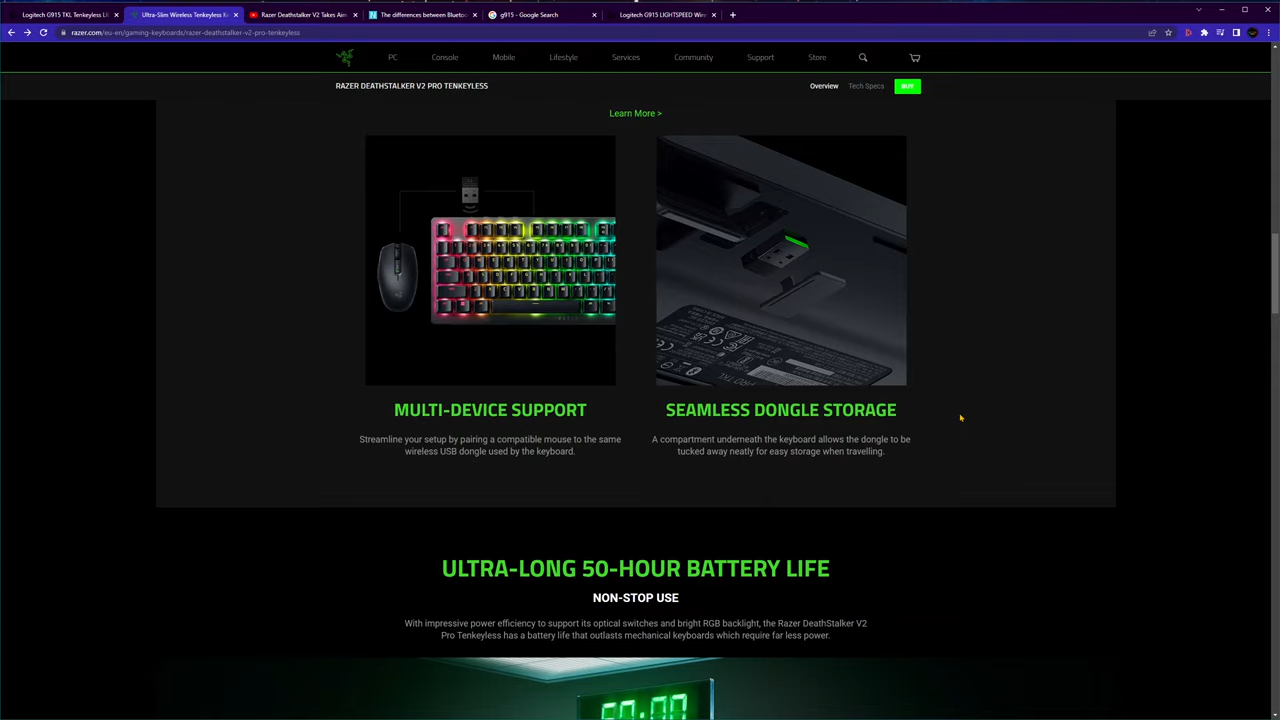 Logitech G915 TKL Tenkeyless Li
Ultra-Slim Wireless Tenkeyless K
Razer Deathstalker V2 Takes Aim
The differences between Bluetoo
g915 - Google Search
Logitech G915 LIGHTSPEED Wire
razer.com/eu-en/gaming-keyboards/razer-deathstalker-v2-pro-tenkeyless
PC Console Mobile Lifestyle Services Community Support Store
RAZER DEATHSTALKER V2 PRO TENKEYLESS
Overview Tech Specs BUY
Learn More >
MULTI-DEVICE SUPPORT
Streamline your setup by pairing a compatible mouse to the same
wireless USB dongle used by the keyboard.
SEAMLESS DONGLE STORAGE
A compartment underneath the keyboard allows the dongle to be
tucked away neatly for easy storage when travelling.
ULTRA-LONG 50-HOUR BATTERY LIFE
NON-STOP USE
With impressive power efficiency to support its optical switches and bright RGB backlight, the Razer DeathStalker V2
Pro Tenkeyless has a battery life that outlasts mechanical keyboards which require far less power.